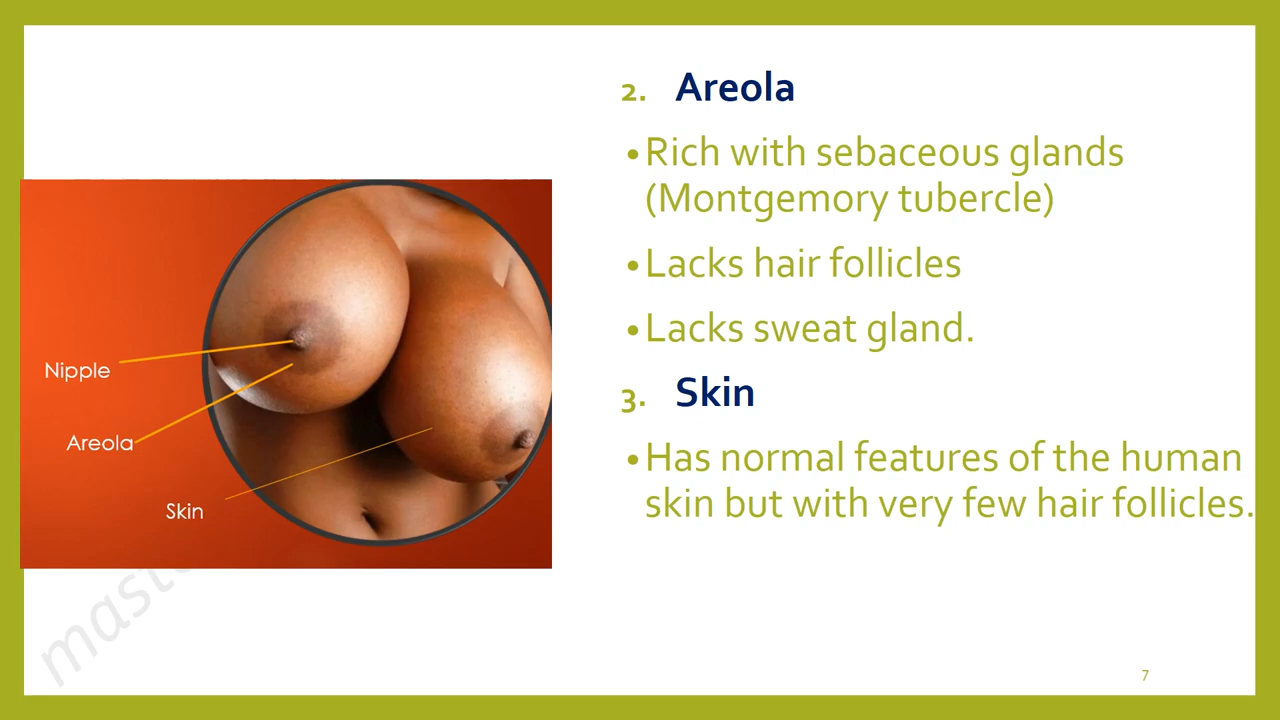 2. Areola
•Rich with sebaceous glands
(Montgemory tubercle)
•Lacks hair follicles
•Lacks sweat gland.
3. Skin
•Has normal features of the human
skin but with very few hair follicles.
Nipple
Areola
Skin
7